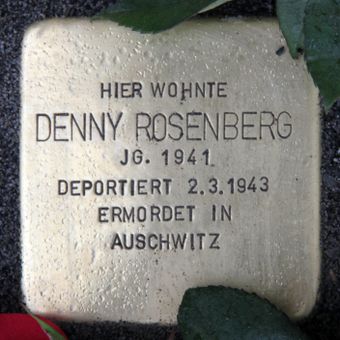 HIER WOHNTE
DENNY ROSENBERG
JG. 1941
DEPORTIERT 2.3.1943
ERMORDET IN
AUSCHWITZ